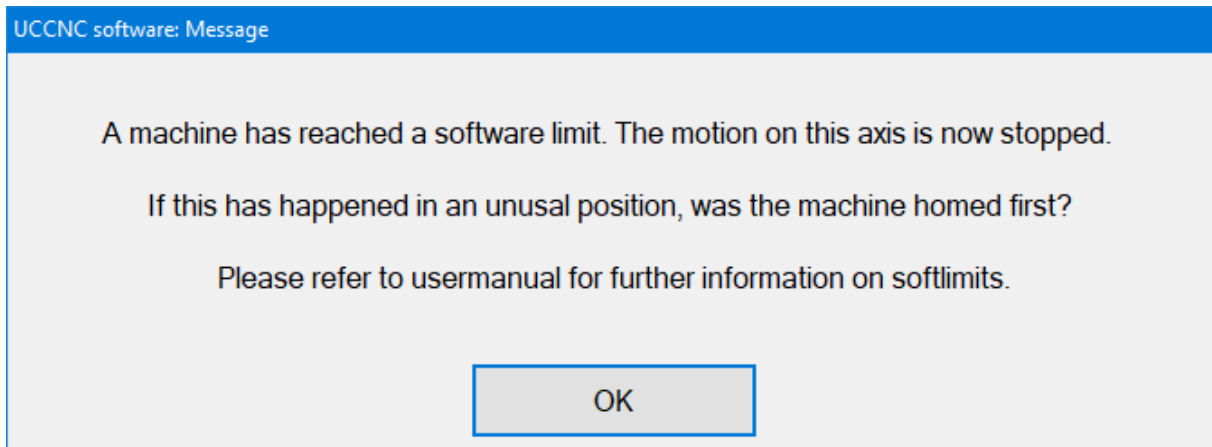 UCCNC software: Message
A machine has reached a software limit. The motion on this axis is now stopped.
If this has happened in an unusal position, was the machine homed first?
Please refer to usermanual for further information on softlimits.
OK